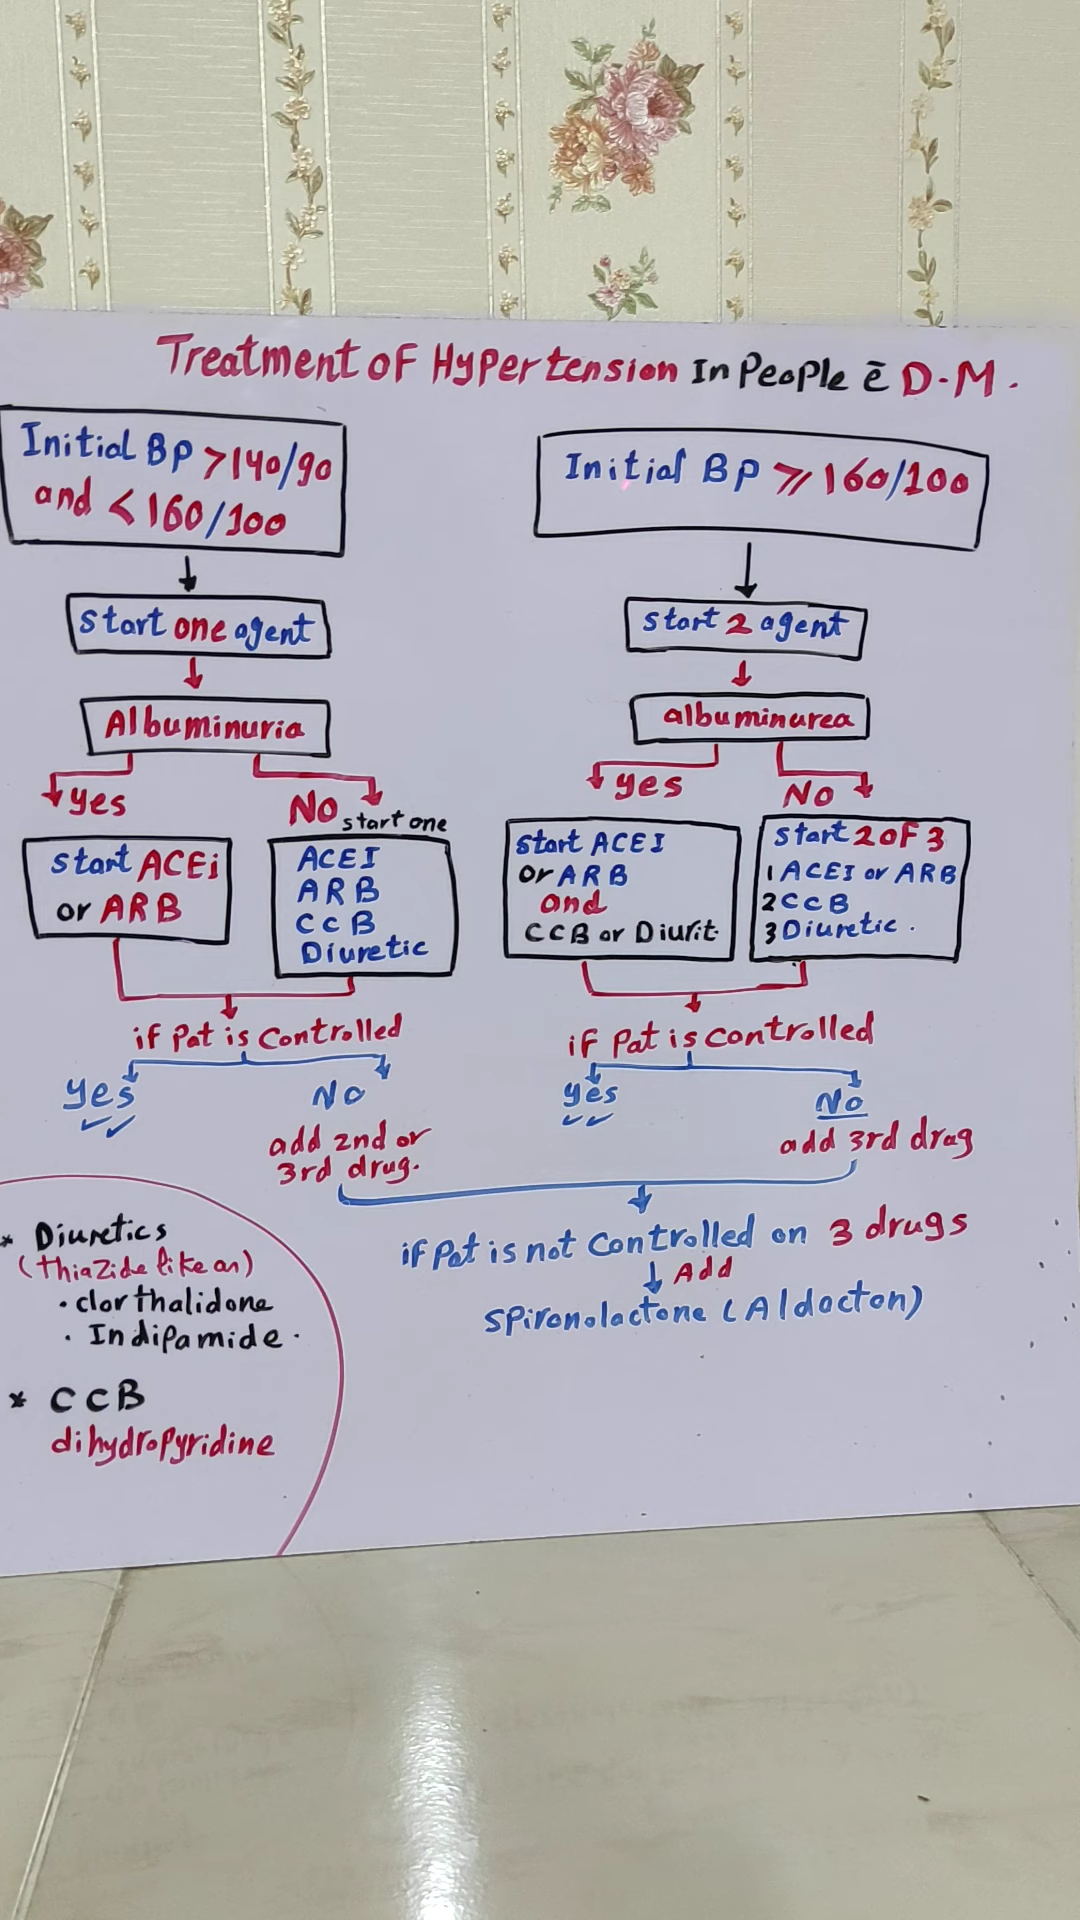 Treatment of Hypertension In People c̄ D-M.
Initial BP >140/90
and <160/100
start one agent
Albuminuria
yes
No
start one
start ACEi
or ARB
ACEI
ARB
CCB
Diuretic
if Pat is Controlled
yes
No
add 2nd or
3rd drug.
Initial BP ⩾ 160/100
start 2 agent
albuminurea
yes
No
start ACEI
or ARB
and
CCB or Diurit.
start 2 of 3
1 ACEI or ARB
2 CCB
3 Diuretic.
if Pat is controlled
yes
No
add 3rd drag
if Pat is not Controlled on 3 drugs
Add
Spironolactone (Aldacton)
* Diuretics
(thiazide like an)
• clorthalidone
• Indipamide.
* CCB
dihydropyridine